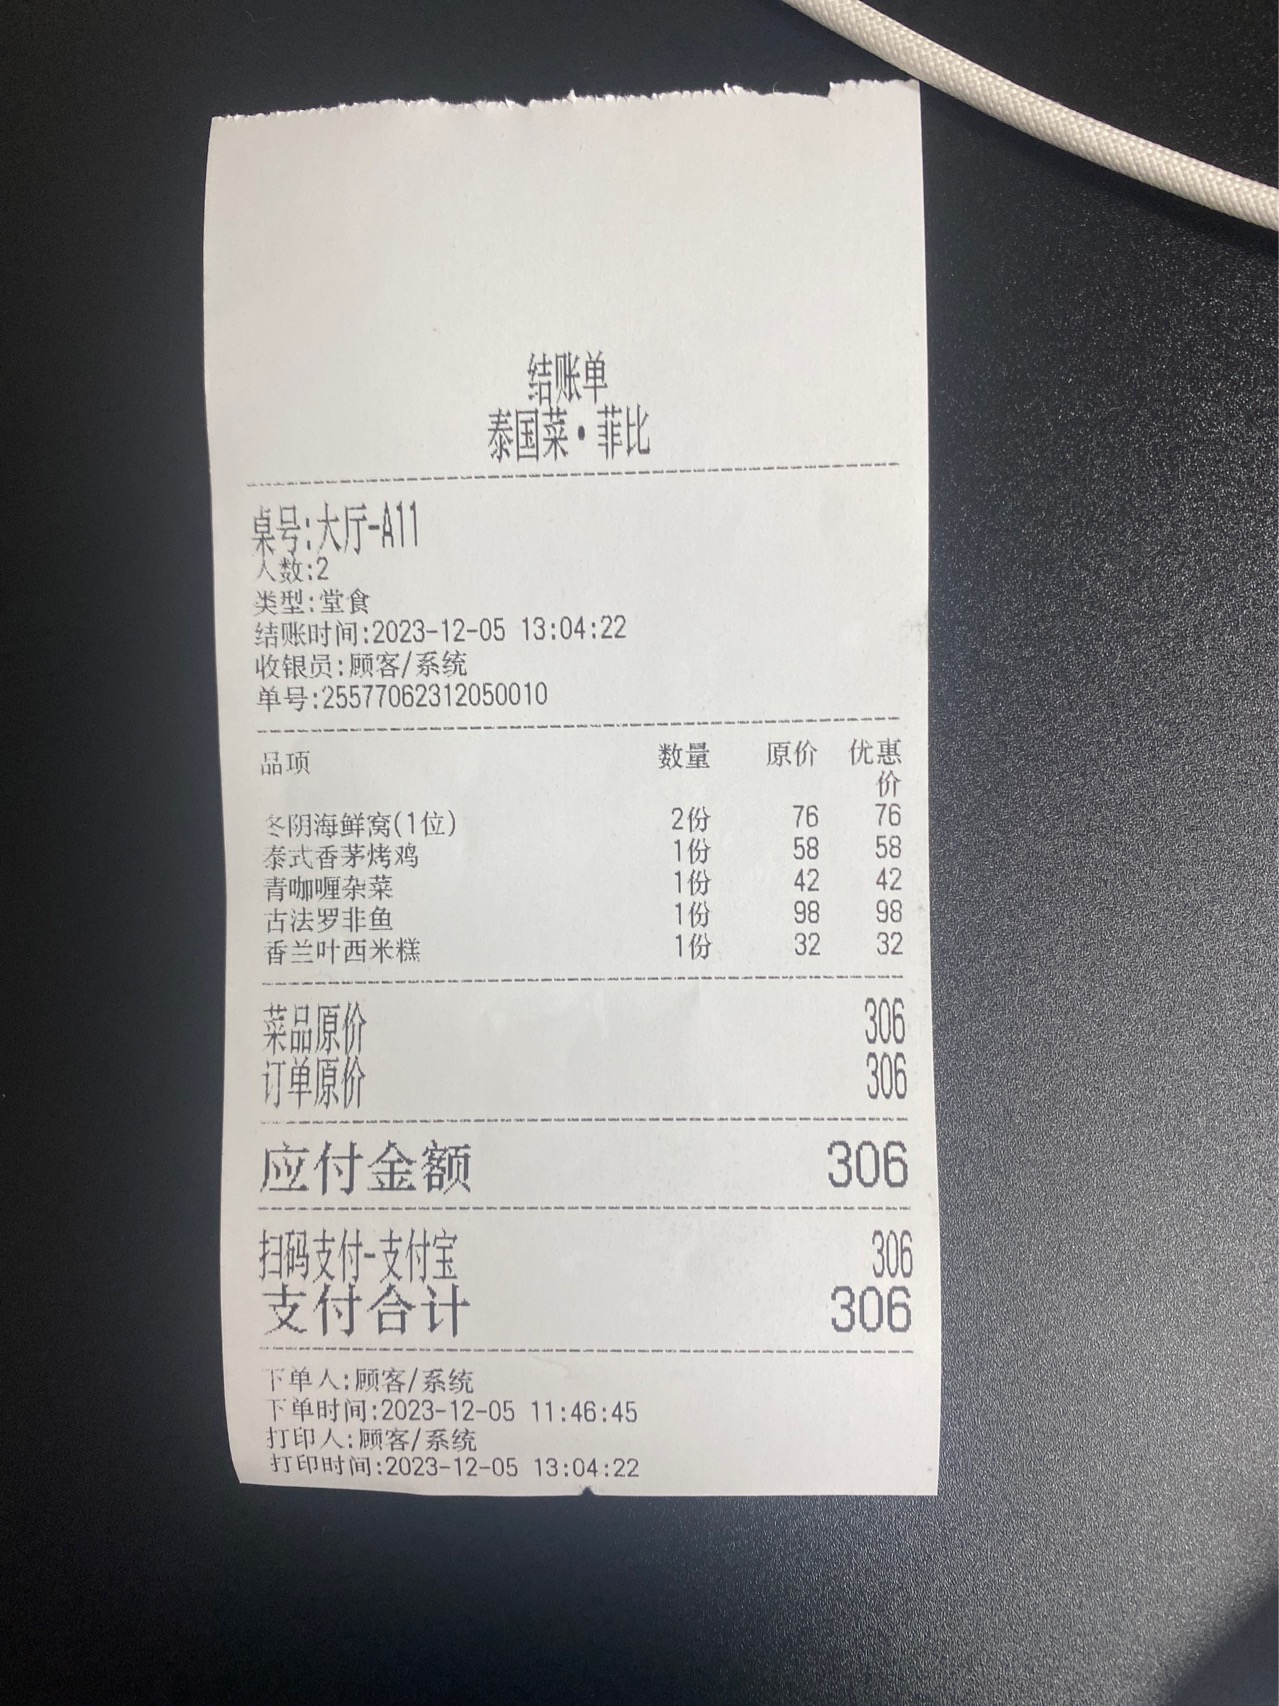 结账单
泰国菜·菲比
桌号:大厅-A11
人数:2
类型:堂食
结账时间:2023-12-05 13:04:22
收银员:顾客/系统
单号:25577062312050010
品项 数量 原价 优惠
价
冬阴海鲜窝(1位) 2份 76 76
泰式香茅烤鸡 1份 58 58
青咖喱杂菜 1份 42 42
古法罗非鱼 1份 98 98
香兰叶西米糕 1份 32 32
菜品原价 306
订单原价 306
应付金额 306
扫码支付-支付宝 306
支付合计 306
下单人:顾客/系统
下单时间:2023-12-05 11:46:45
打印人:顾客/系统
打印时间:2023-12-05 13:04:22